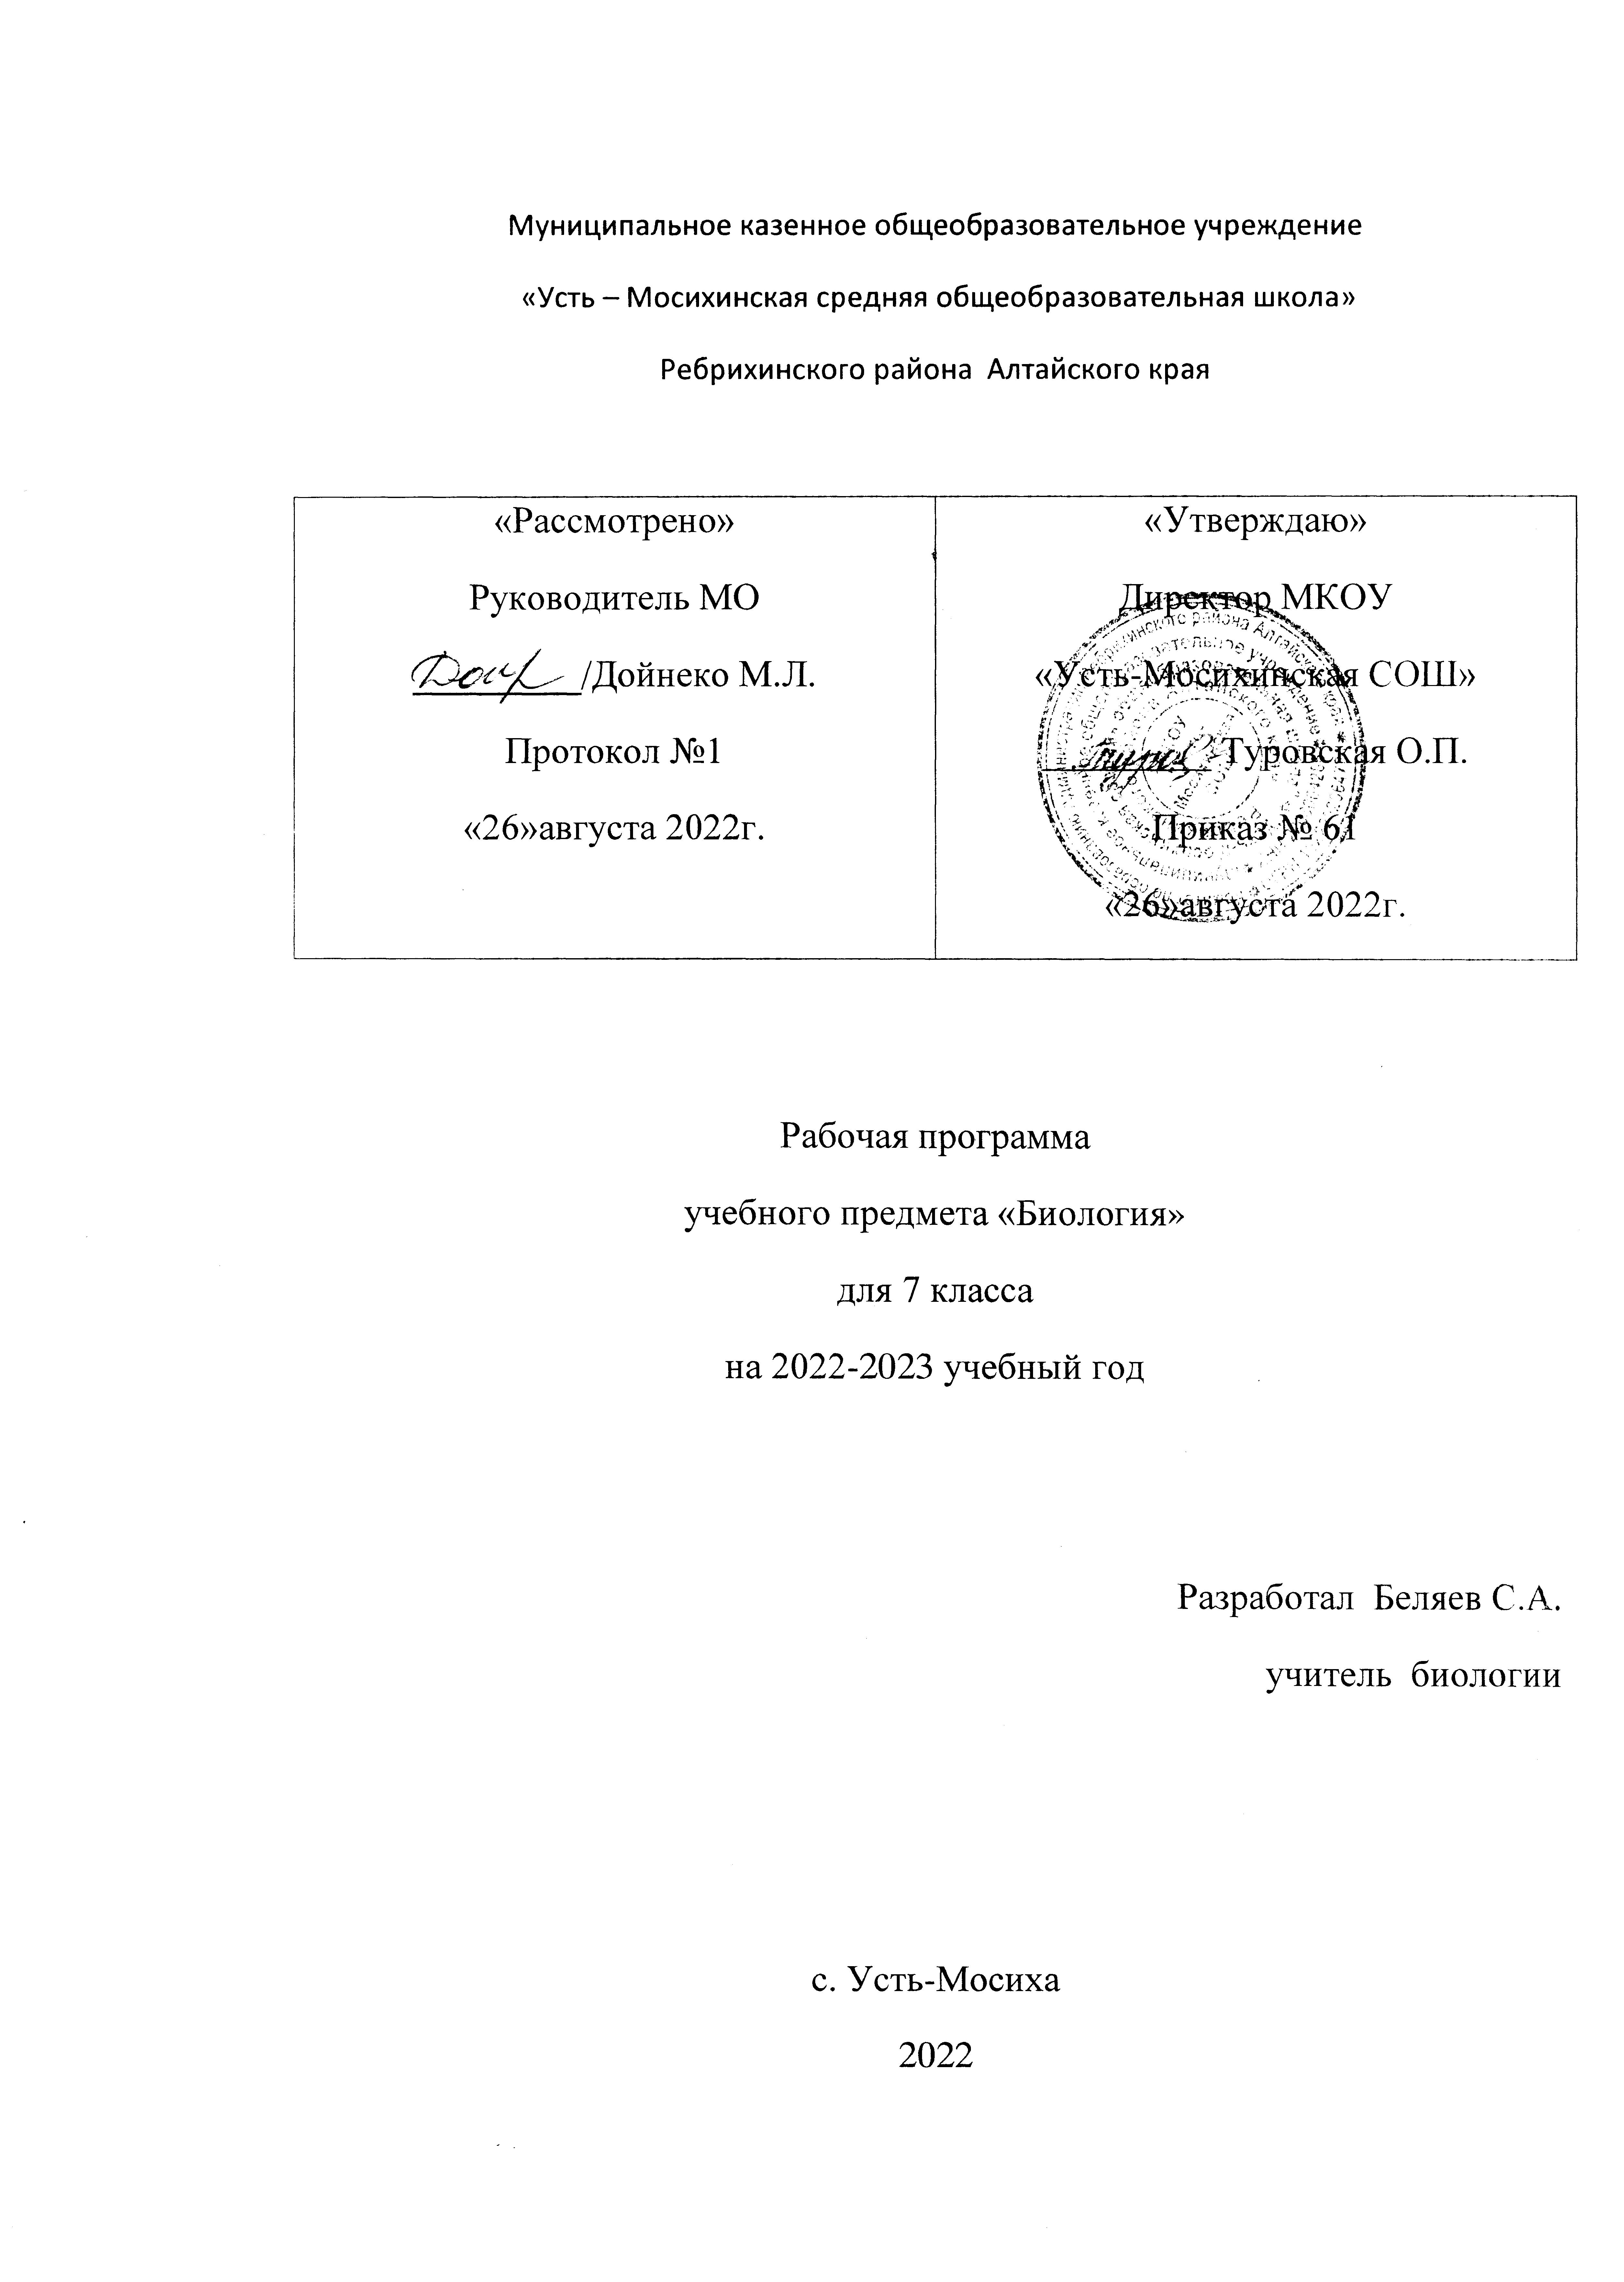 Муниципальное казенное общеобразовательное учреждение
«Усть – Мосихинская средняя общеобразовательная школа»
Ребрихинского района  Алтайского края
«Рассмотрено»
Руководитель МО
/Дойнеко М.Л.
Протокол №1
«26»августа 2022г.
«Утверждаю»
Директор МКОУ
«Усть-Мосихинская СОШ»
Туровская О.П.
Приказ № 61
«26»августа 2022г.
Рабочая программа
учебного предмета «Биология»
для 7 класса
на 2022-2023 учебный год
Разработал  Беляев С.А.
учитель  биологии
с. Усть-Мосиха
2022